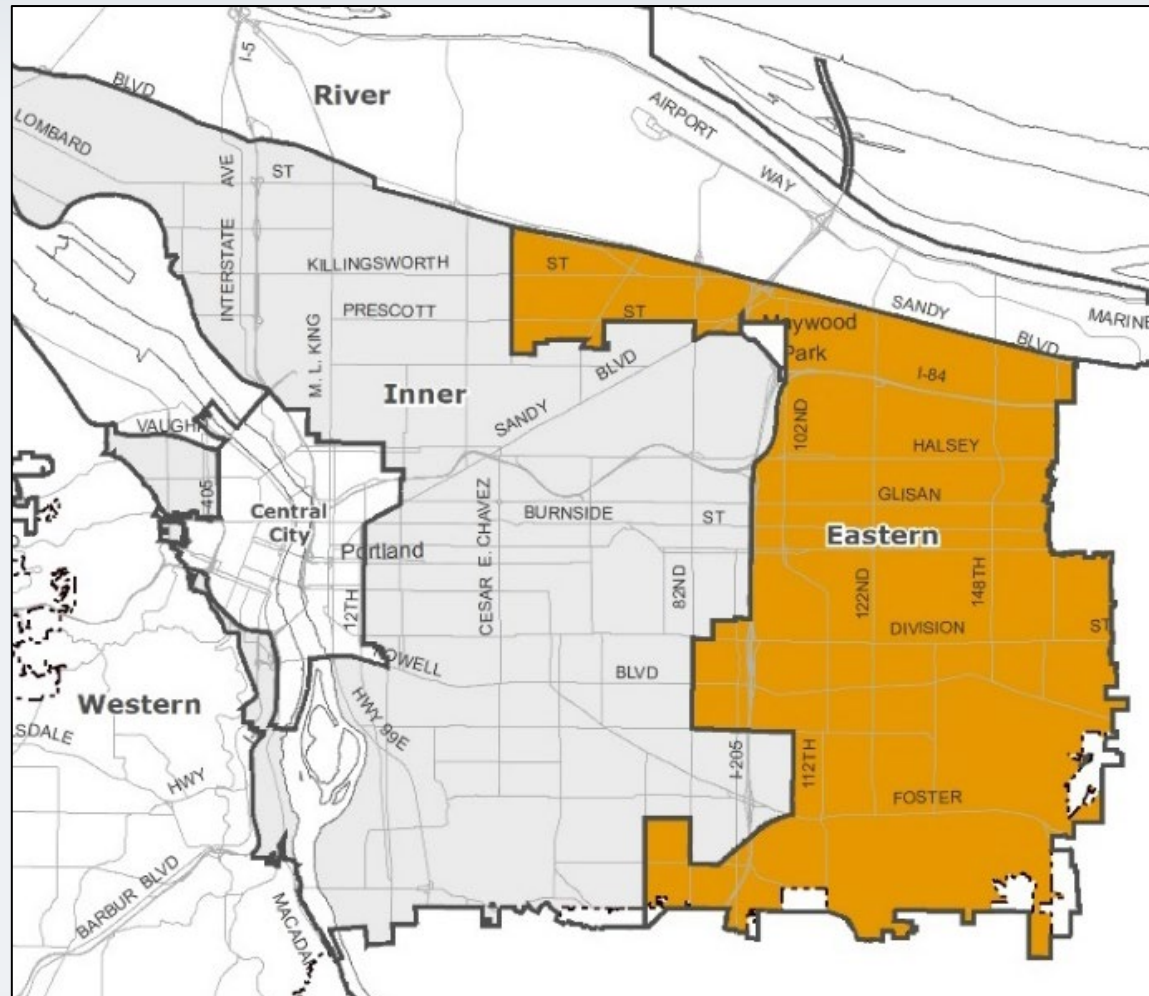 BLVD
I-5
River
LOMBARD
AIRPORT
WAY
INTERSTATE AVE
ST
KILLINGSWORTH
ST
PRESCOTT
ST
SANDY
BLVD
MARINE
Maywood
Park
M. L. KING
Inner
SANDY
BLVD
I-84
VAUGHN
102ND
HALSEY
405
GLISAN
Central
City
CESAR E. CHAVEZ
BURNSIDE
ST
Eastern
Portland
12TH
82ND
122ND
148TH
DIVISION
ST
POWELL
BLVD
Western
HWY 99E
SDALE
HWY
I-205
112TH
FOSTER
BARBUR BLVD
MACADA